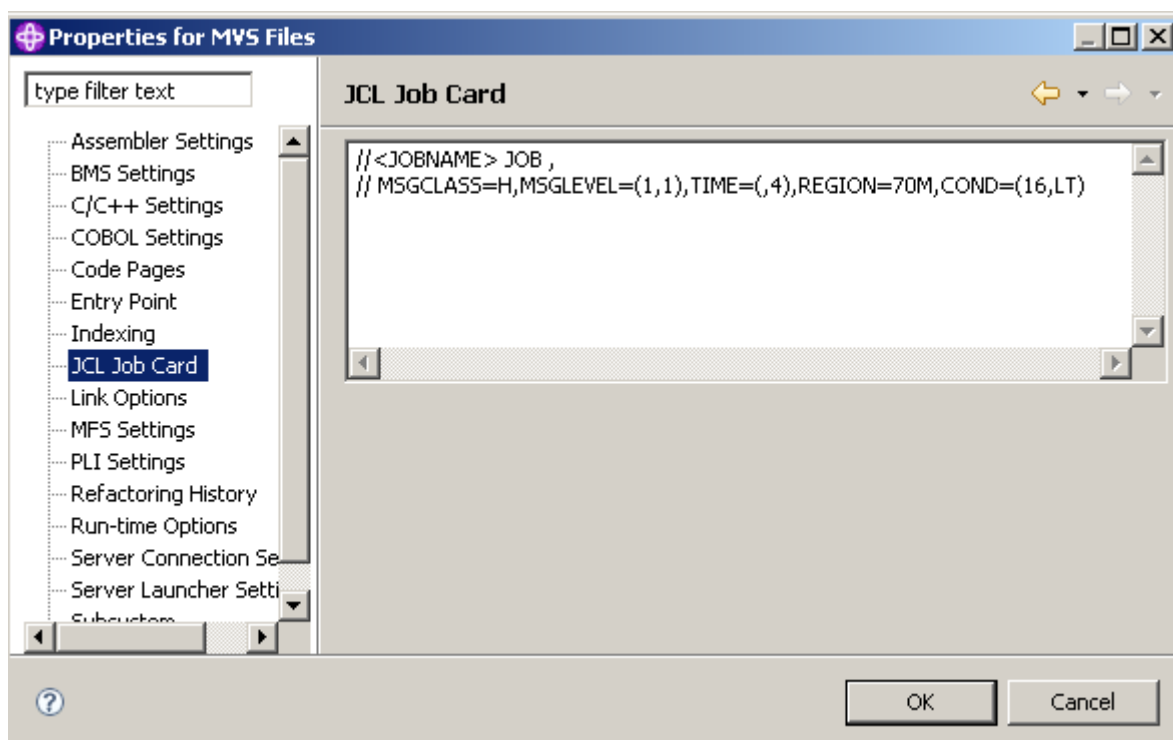 Properties for MVS Files
type filter text
Assembler Settings
BMS Settings
C/C++ Settings
COBOL Settings
Code Pages
Entry Point
Indexing
JCL Job Card
Link Options
MFS Settings
PLI Settings
Refactoring History
Run-time Options
Server Connection Se
Server Launcher Setti
Subsystem
JCL Job Card
//<JOBNAME> JOB ,
// MSGCLASS=H,MSGLEVEL=(1,1),TIME=(,4),REGION=70M,COND=(16,LT)
OK
Cancel